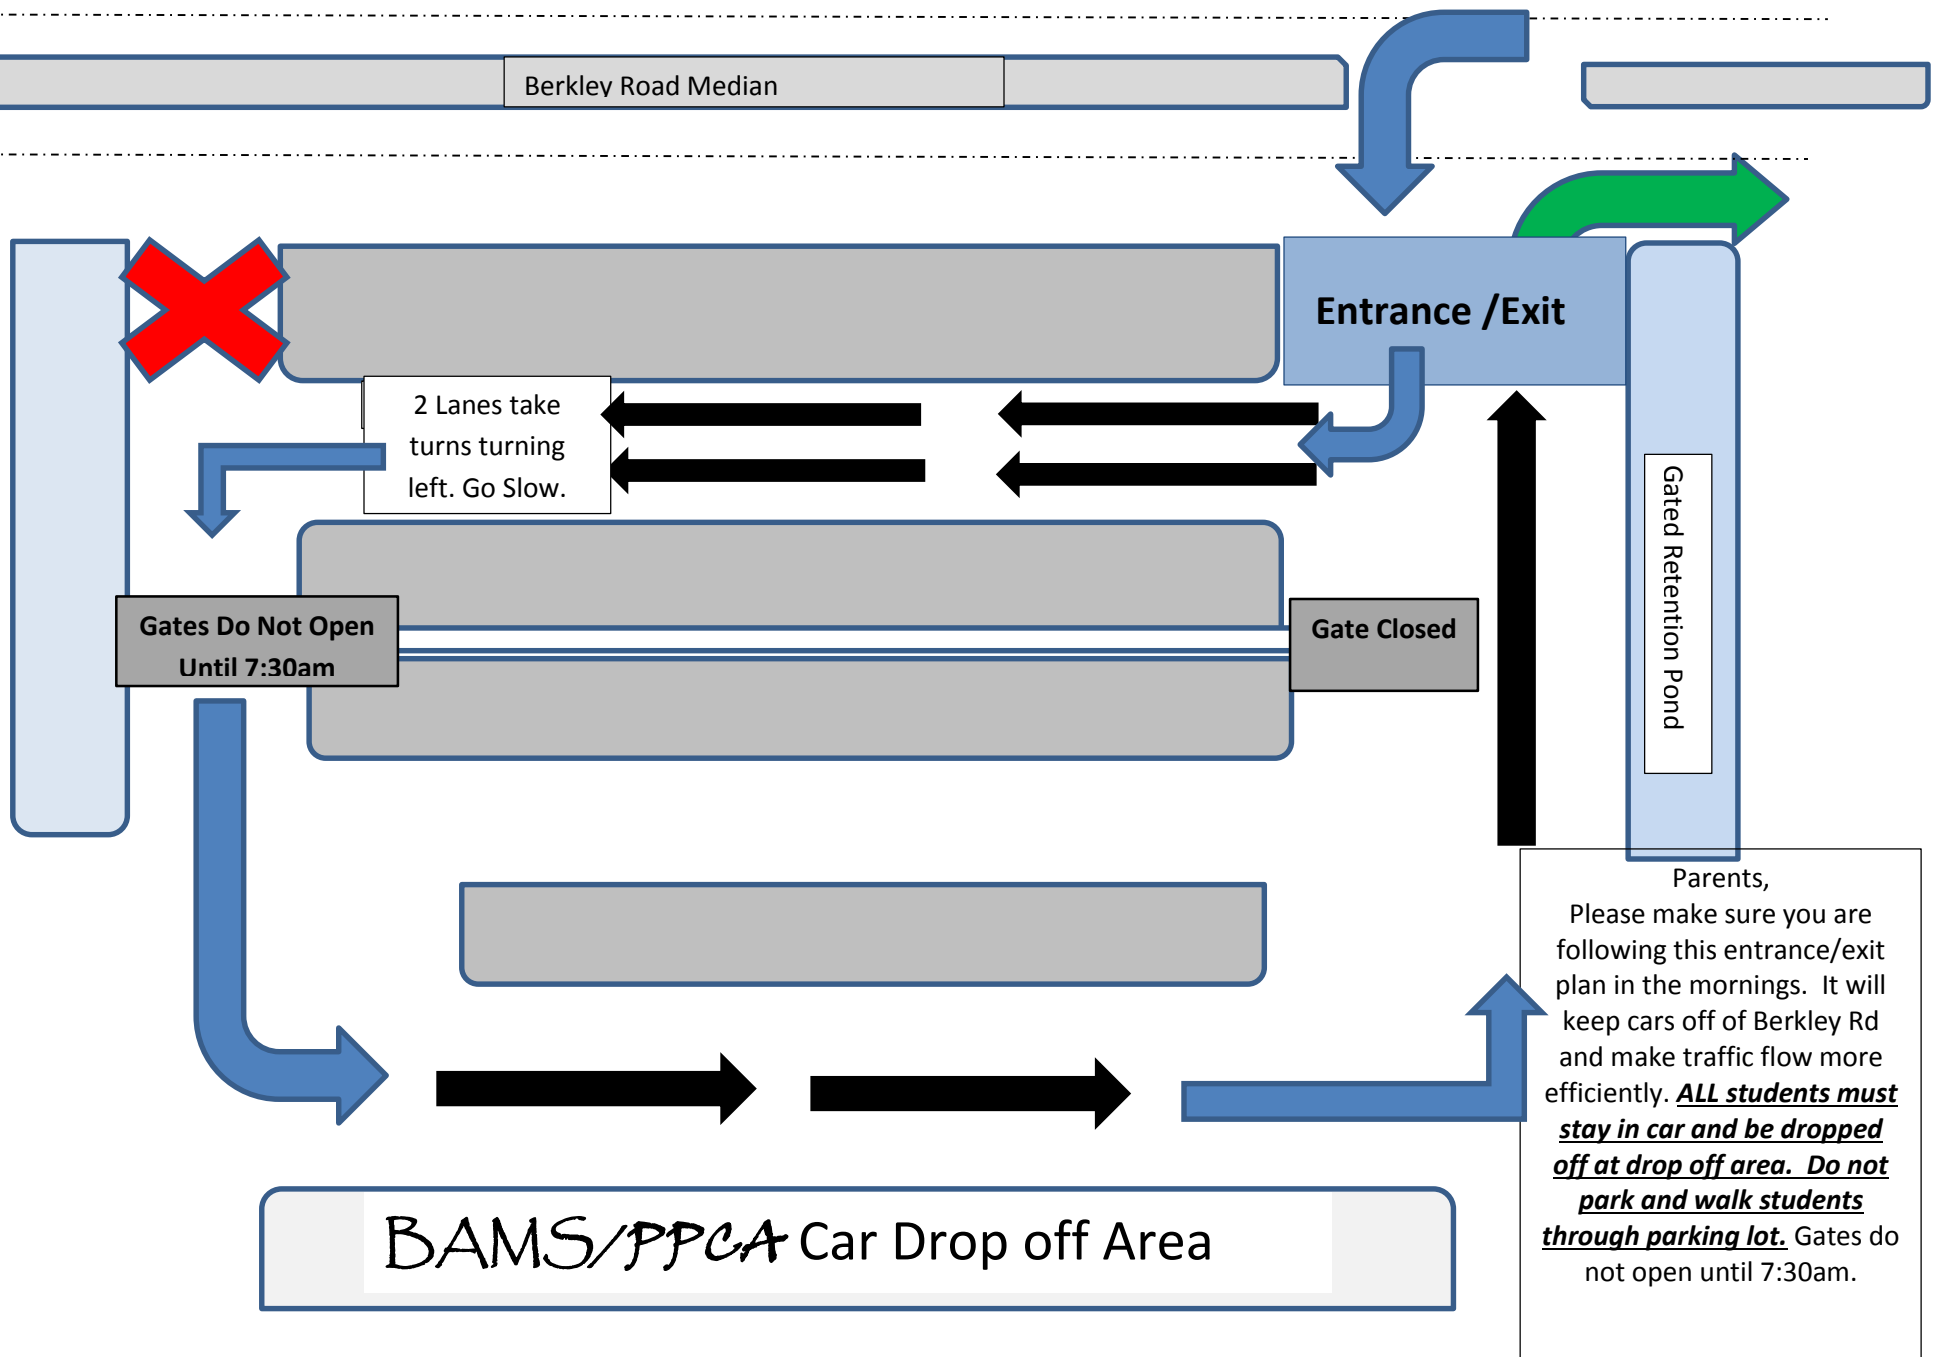 Berkley Road Median
Entrance /Exit
2 Lanes take
turns turning
left. Go Slow.
Gates Do Not Open
Until 7:30am
Gate Closed
Gated Retention Pond
Parents,
Please make sure you are
following this entrance/exit
plan in the mornings.  It will
keep cars off of Berkley Rd
and make traffic flow more
efficiently. ALL students must
stay in car and be dropped
off at drop off area.  Do not
park and walk students
through parking lot. Gates do
not open until 7:30am.
BAMS/PPCA Car Drop off Area